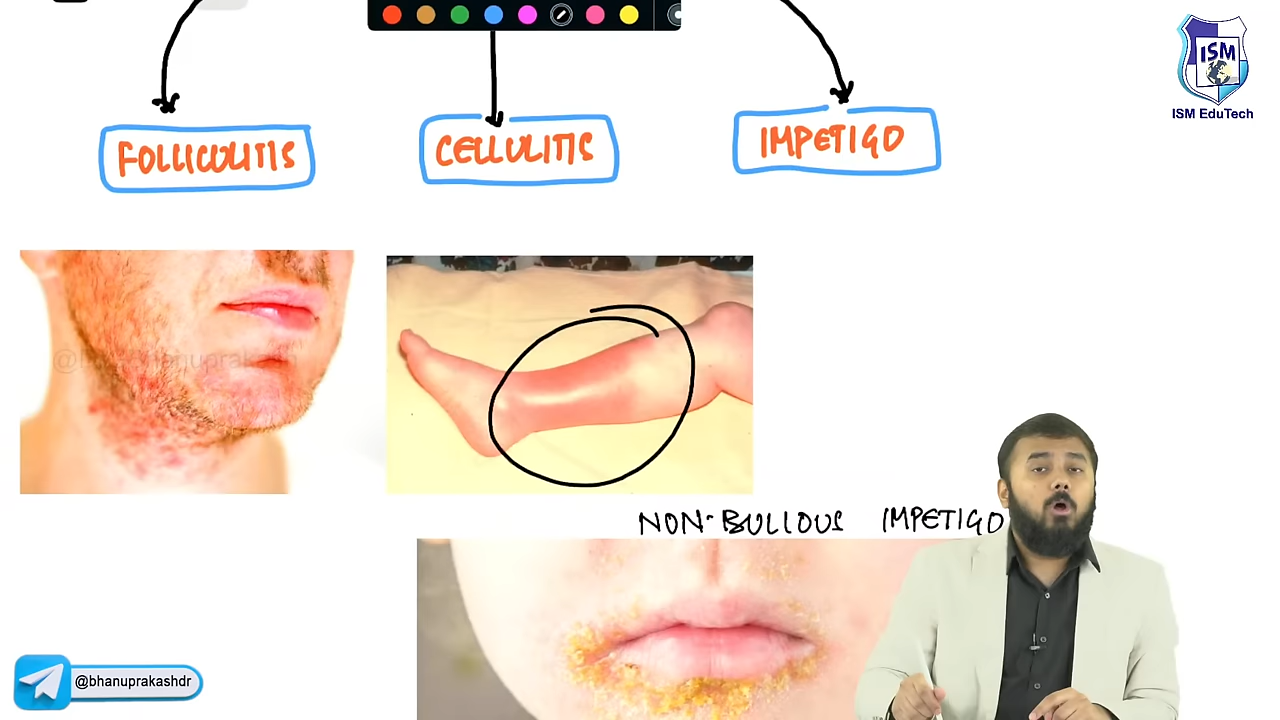 ISM
ISM EduTech
FOLLICULITIS
CELLULITIS
IMPETIGO
NON-BULLOUS IMPETIGO
@bhanuprakashdr